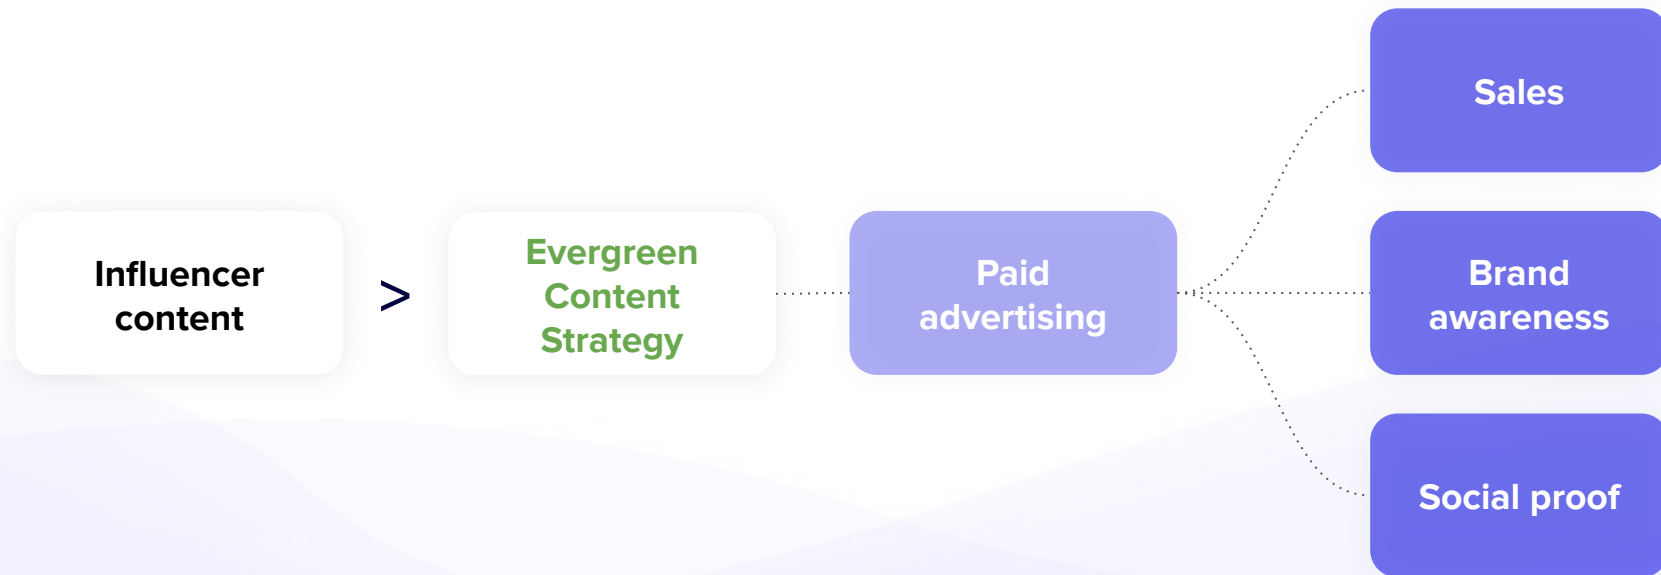 Influencer
content
>
Evergreen
Content
Strategy
Paid
advertising
Sales
Brand
awareness
Social proof